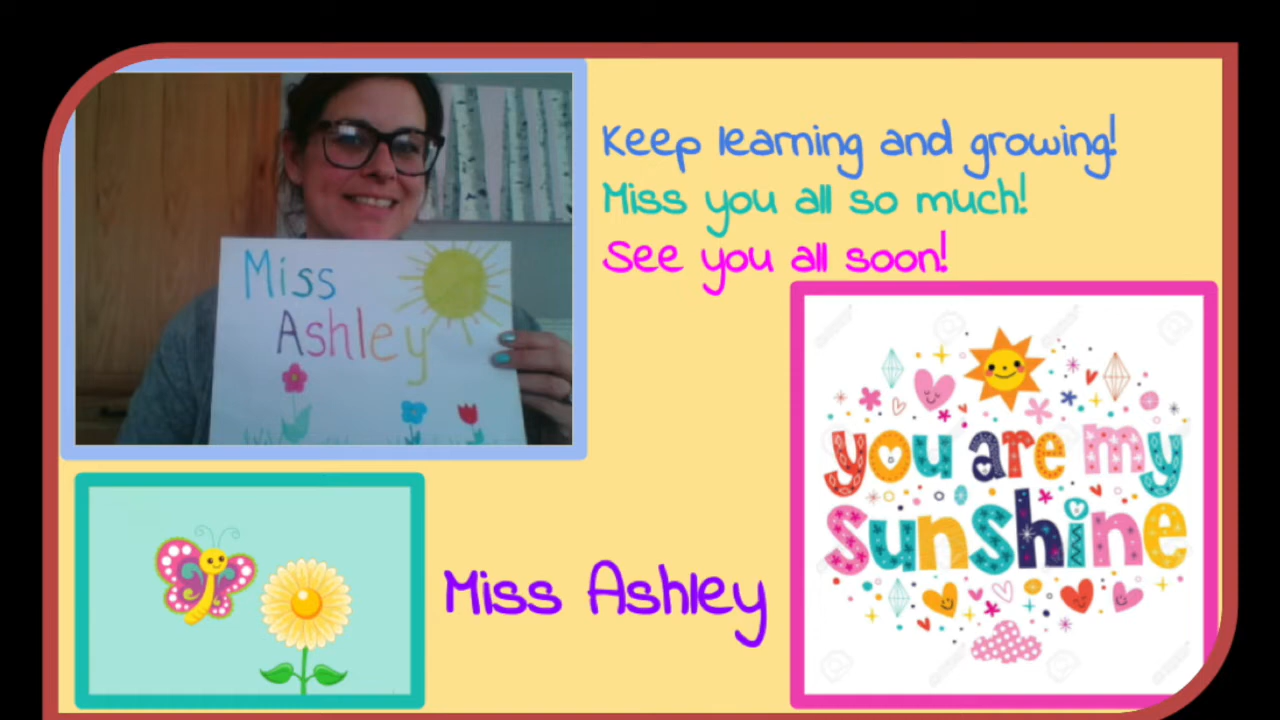 Keep learning and growing!
Miss you all so much!
See you all soon!
Miss
Ashley
you are my
sunshine
Miss Ashley